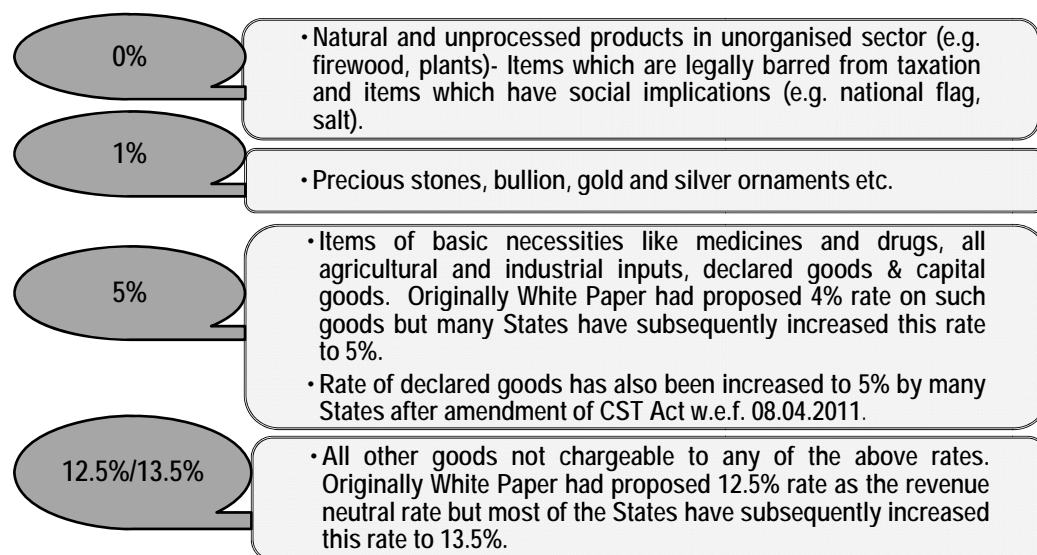 0%
• Natural and unprocessed products in unorganised sector (e.g.
firewood, plants)- Items which are legally barred from taxation
and items which have social implications (e.g. national flag,
salt).
1%
• Precious stones, bullion, gold and silver ornaments etc.
5%
• Items of basic necessities like medicines and drugs, all
agricultural and industrial inputs, declared goods & capital
goods. Originally White Paper had proposed 4% rate on such
goods but many States have subsequently increased this rate
to 5%.
• Rate of declared goods has also been increased to 5% by many
States after amendment of CST Act w.e.f. 08.04.2011.
12.5%/13.5%
• All other goods not chargeable to any of the above rates.
Originally White Paper had proposed 12.5% rate as the revenue
neutral rate but most of the States have subsequently increased
this rate to 13.5%.